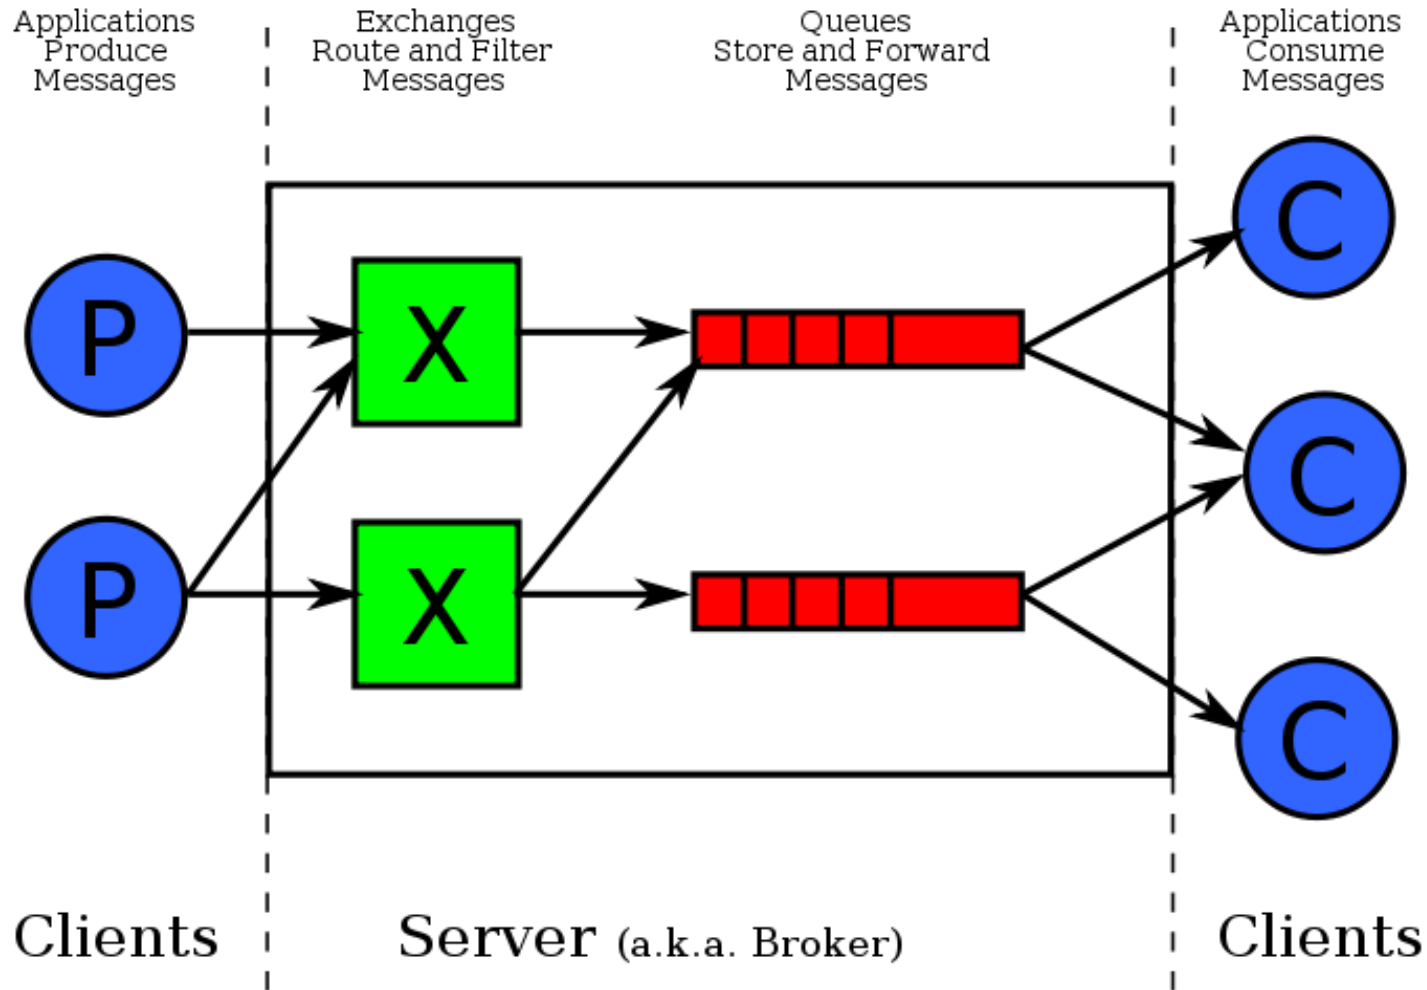 Applications
Produce
Messages
Exchanges
Route and Filter
Messages
Queues
Store and Forward
Messages
Applications
Consume
Messages
P
X
C
C
P
X
C
Clients
Server (a.k.a. Broker)
Clients